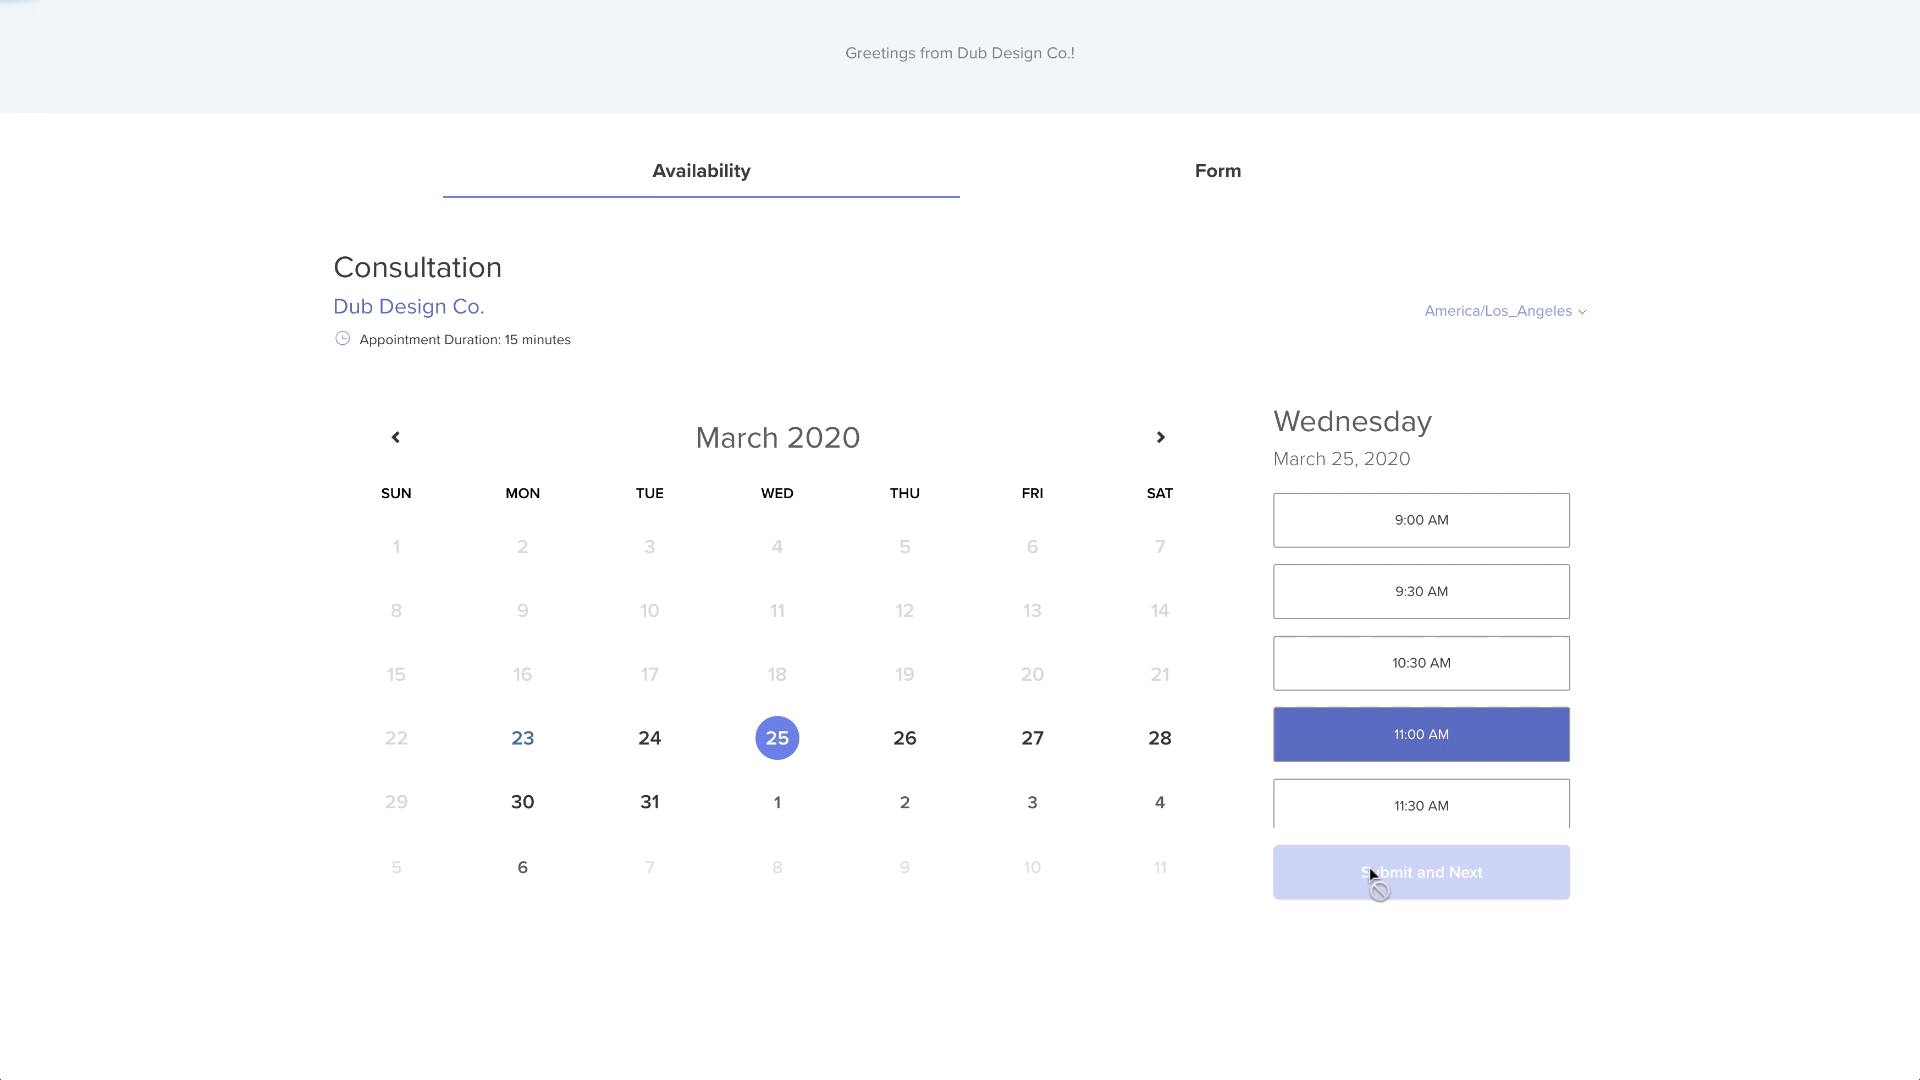 Greetings from Dub Design Co.!
Availability
Form
Consultation
Dub Design Co.
America/Los_Angeles
Appointment Duration: 15 minutes
March 2020
SUN MON TUE WED THU FRI SAT
1 2 3 4 5 6 7
8 9 10 11 12 13 14
15 16 17 18 19 20 21
22 23 24 25 26 27 28
29 30 31 1 2 3 4
5 6 7 8 9 10 11
Wednesday
March 25, 2020
9:00 AM
9:30 AM
10:30 AM
11:00 AM
11:30 AM
Submit and Next